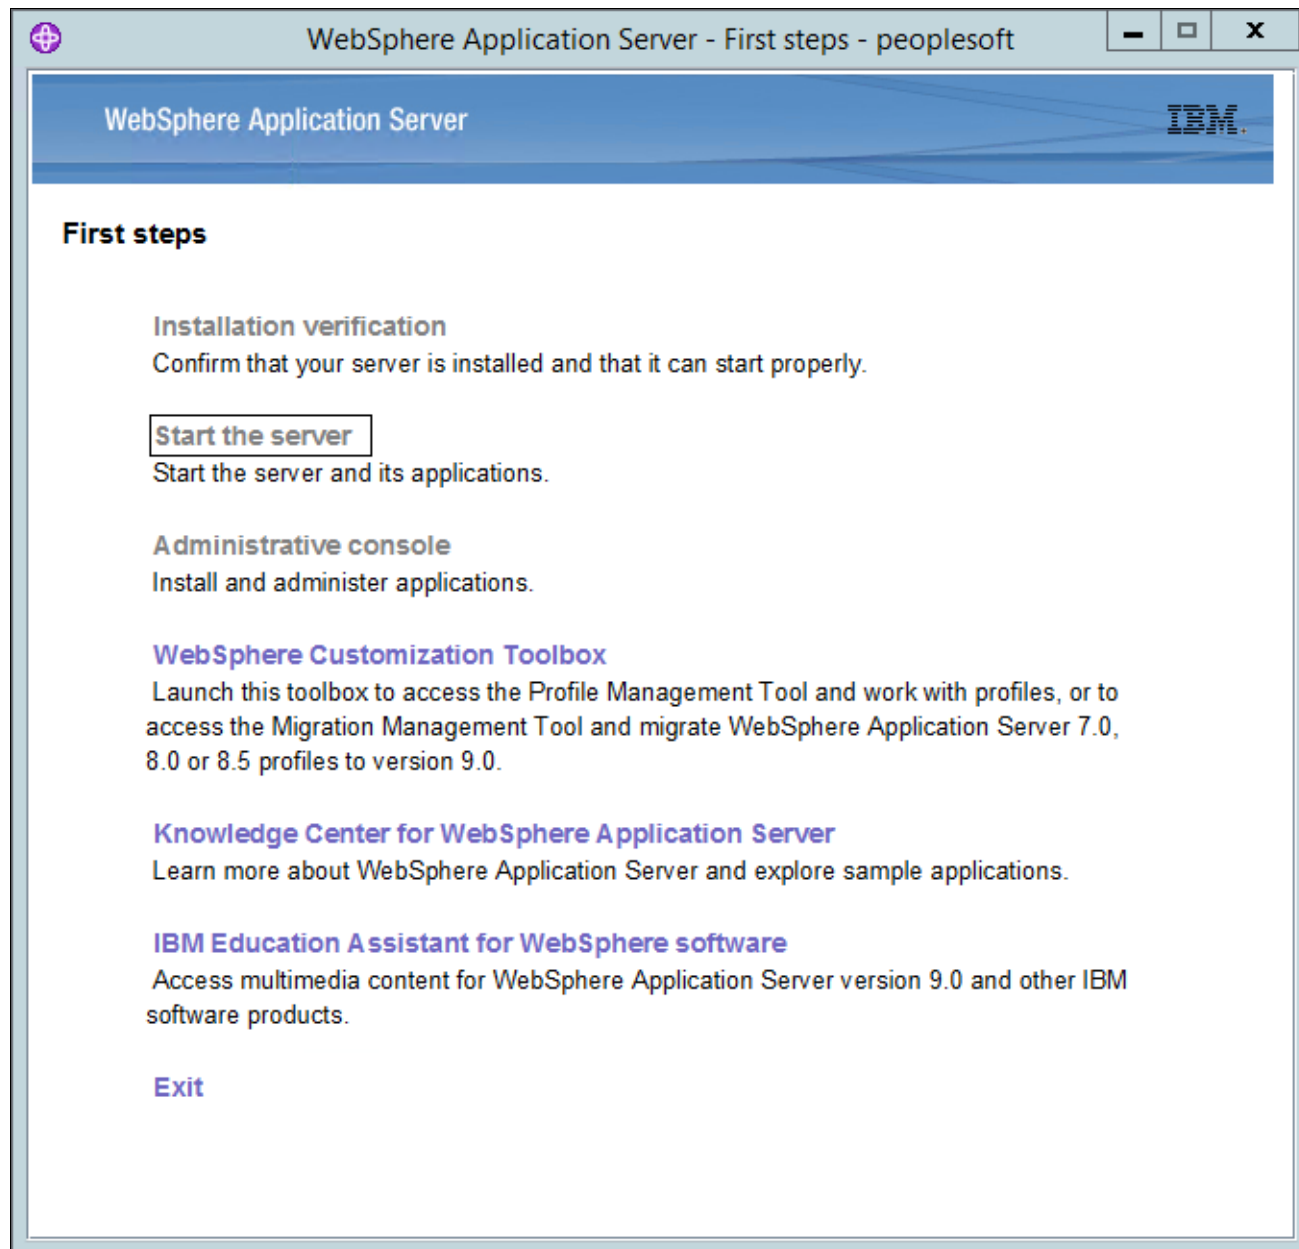 WebSphere Application Server - First steps - peoplesoft
WebSphere Application Server
IBM.
First steps
Installation verification
Confirm that your server is installed and that it can start properly.
Start the server
Start the server and its applications.
Administrative console
Install and administer applications.
WebSphere Customization Toolbox
Launch this toolbox to access the Profile Management Tool and work with profiles, or to
access the Migration Management Tool and migrate WebSphere Application Server 7.0,
8.0 or 8.5 profiles to version 9.0.
Knowledge Center for WebSphere Application Server
Learn more about WebSphere Application Server and explore sample applications.
IBM Education Assistant for WebSphere software
Access multimedia content for WebSphere Application Server version 9.0 and other IBM
software products.
Exit